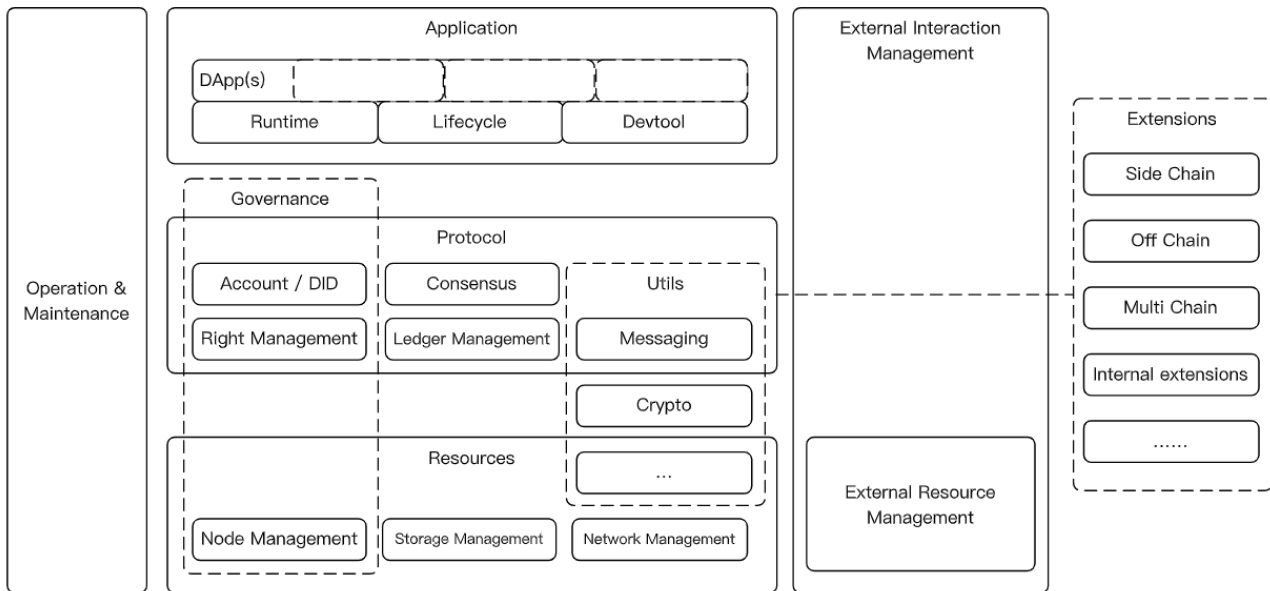 Operation &
Maintenance
Application
DApp(s)
Runtime
Lifecycle
Devtool
Governance
Protocol
Account / DID
Consensus
Utils
Right Management
Ledger Management
Messaging
Crypto
Resources
...
Node Management
Storage Management
Network Management
External Interaction
Management
External Resource
Management
Extensions
Side Chain
Off Chain
Multi Chain
Internal extensions
......